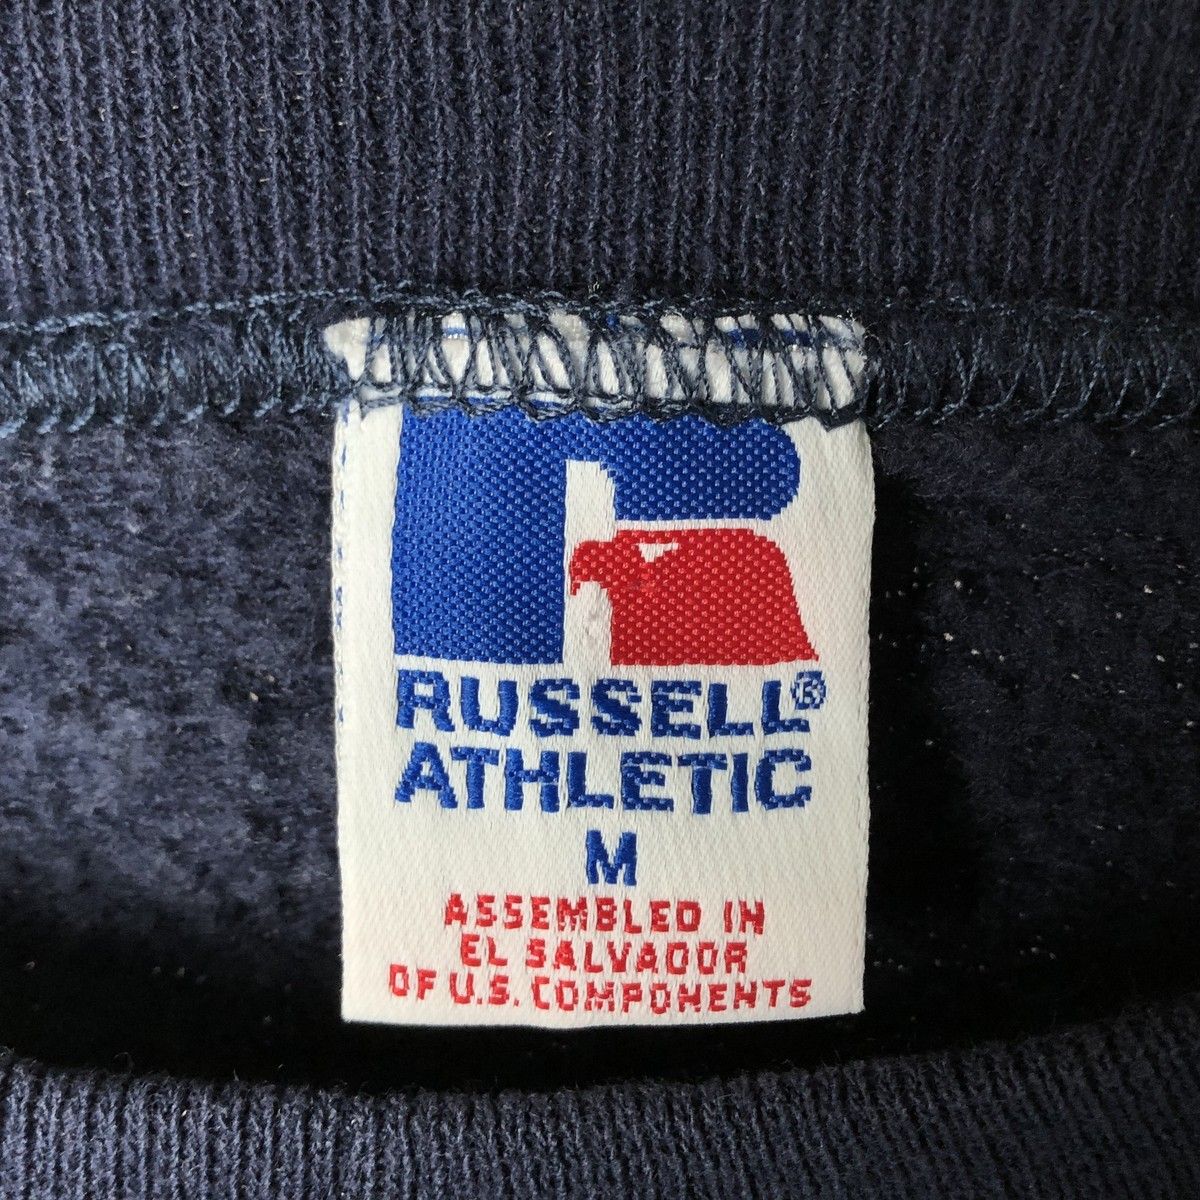 RUSSELL®
ATHLETIC
M
ASSEMBLED IN
EL SALVADOR
OF U.S. COMPONENTS